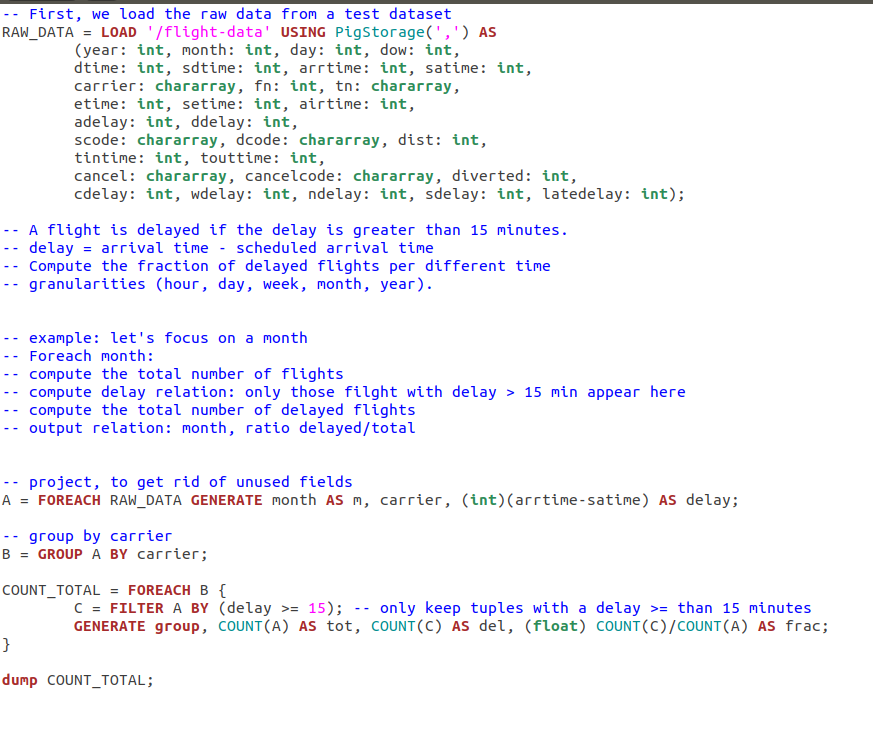 -- First, we load the raw data from a test dataset
RAW_DATA = LOAD '/flight-data' USING PigStorage(',') AS
        (year: int, month: int, day: int, dow: int,
        dtime: int, sdtime: int, arrtime: int, satime: int,
        carrier: chararray, fn: int, tn: chararray,
        etime: int, setime: int, airtime: int,
        adelay: int, ddelay: int,
        scode: chararray, dcode: chararray, dist: int,
        tintime: int, touttime: int,
        cancel: chararray, cancelcode: chararray, diverted: int,
        cdelay: int, wdelay: int, ndelay: int, sdelay: int, latedelay: int);
-- A flight is delayed if the delay is greater than 15 minutes.
-- delay = arrival time - scheduled arrival time
-- Compute the fraction of delayed flights per different time
-- granularities (hour, day, week, month, year).
-- example: let's focus on a month
-- Foreach month:
-- compute the total number of flights
-- compute delay relation: only those filght with delay > 15 min appear here
-- compute the total number of delayed flights
-- output relation: month, ratio delayed/total
-- project, to get rid of unused fields
A = FOREACH RAW_DATA GENERATE month AS m, carrier, (int)(arrtime-satime) AS delay;
-- group by carrier
B = GROUP A BY carrier;
COUNT_TOTAL = FOREACH B {
        C = FILTER A BY (delay >= 15); -- only keep tuples with a delay >= than 15 minutes
        GENERATE group, COUNT(A) AS tot, COUNT(C) AS del, (float) COUNT(C)/COUNT(A) AS frac;
}
dump COUNT_TOTAL;